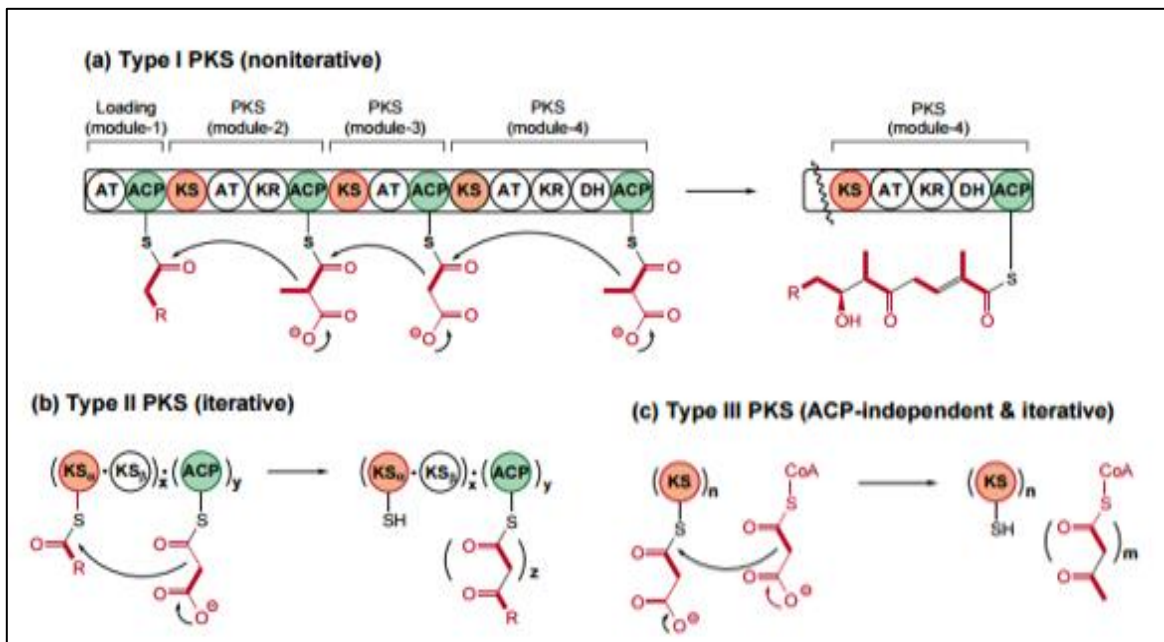 (a) Type I PKS (noniterative)
Loading PKS PKS PKS PKS
(module-1) (module-2) (module-3) (module-4) (module-4)
AT ACP KS AT KR ACP KS AT ACP KS AT KR DH ACP KS AT KR DH ACP
S S S S S
O O O O
R O O O R
⊖O ⊖O ⊖O OH O O
(b) Type II PKS (iterative)
(c) Type III PKS (ACP-independent & iterative)
(KSα · KSβ)x · (ACP)y (KSα · KSβ)x · (ACP)y
S S SH S
O R O O
O O⊖ O R z
(KS)n CoA (KS)n CoA
S S SH S
O O O
O O⊖ O O⊖ O m